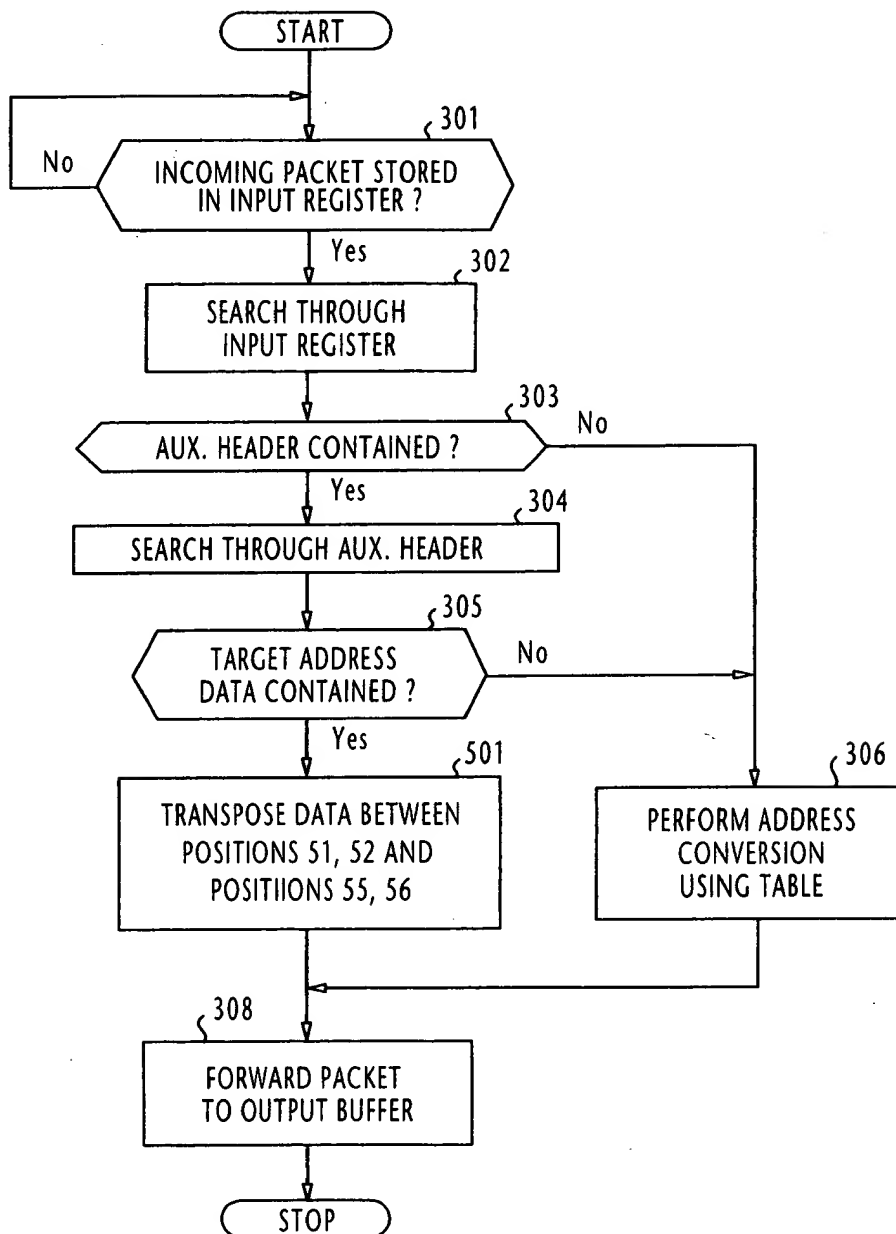 START
301
No
INCOMING PACKET STORED
IN INPUT REGISTER ?
Yes
302
SEARCH THROUGH
INPUT REGISTER
303
No
AUX. HEADER CONTAINED ?
Yes
304
SEARCH THROUGH AUX. HEADER
305
TARGET ADDRESS
DATA CONTAINED ?
No
Yes
501
TRANSPOSE DATA BETWEEN
POSITIONS 51, 52 AND
POSITIIONS 55, 56
306
PERFORM ADDRESS
CONVERSION
USING TABLE
308
FORWARD PACKET
TO OUTPUT BUFFER
STOP